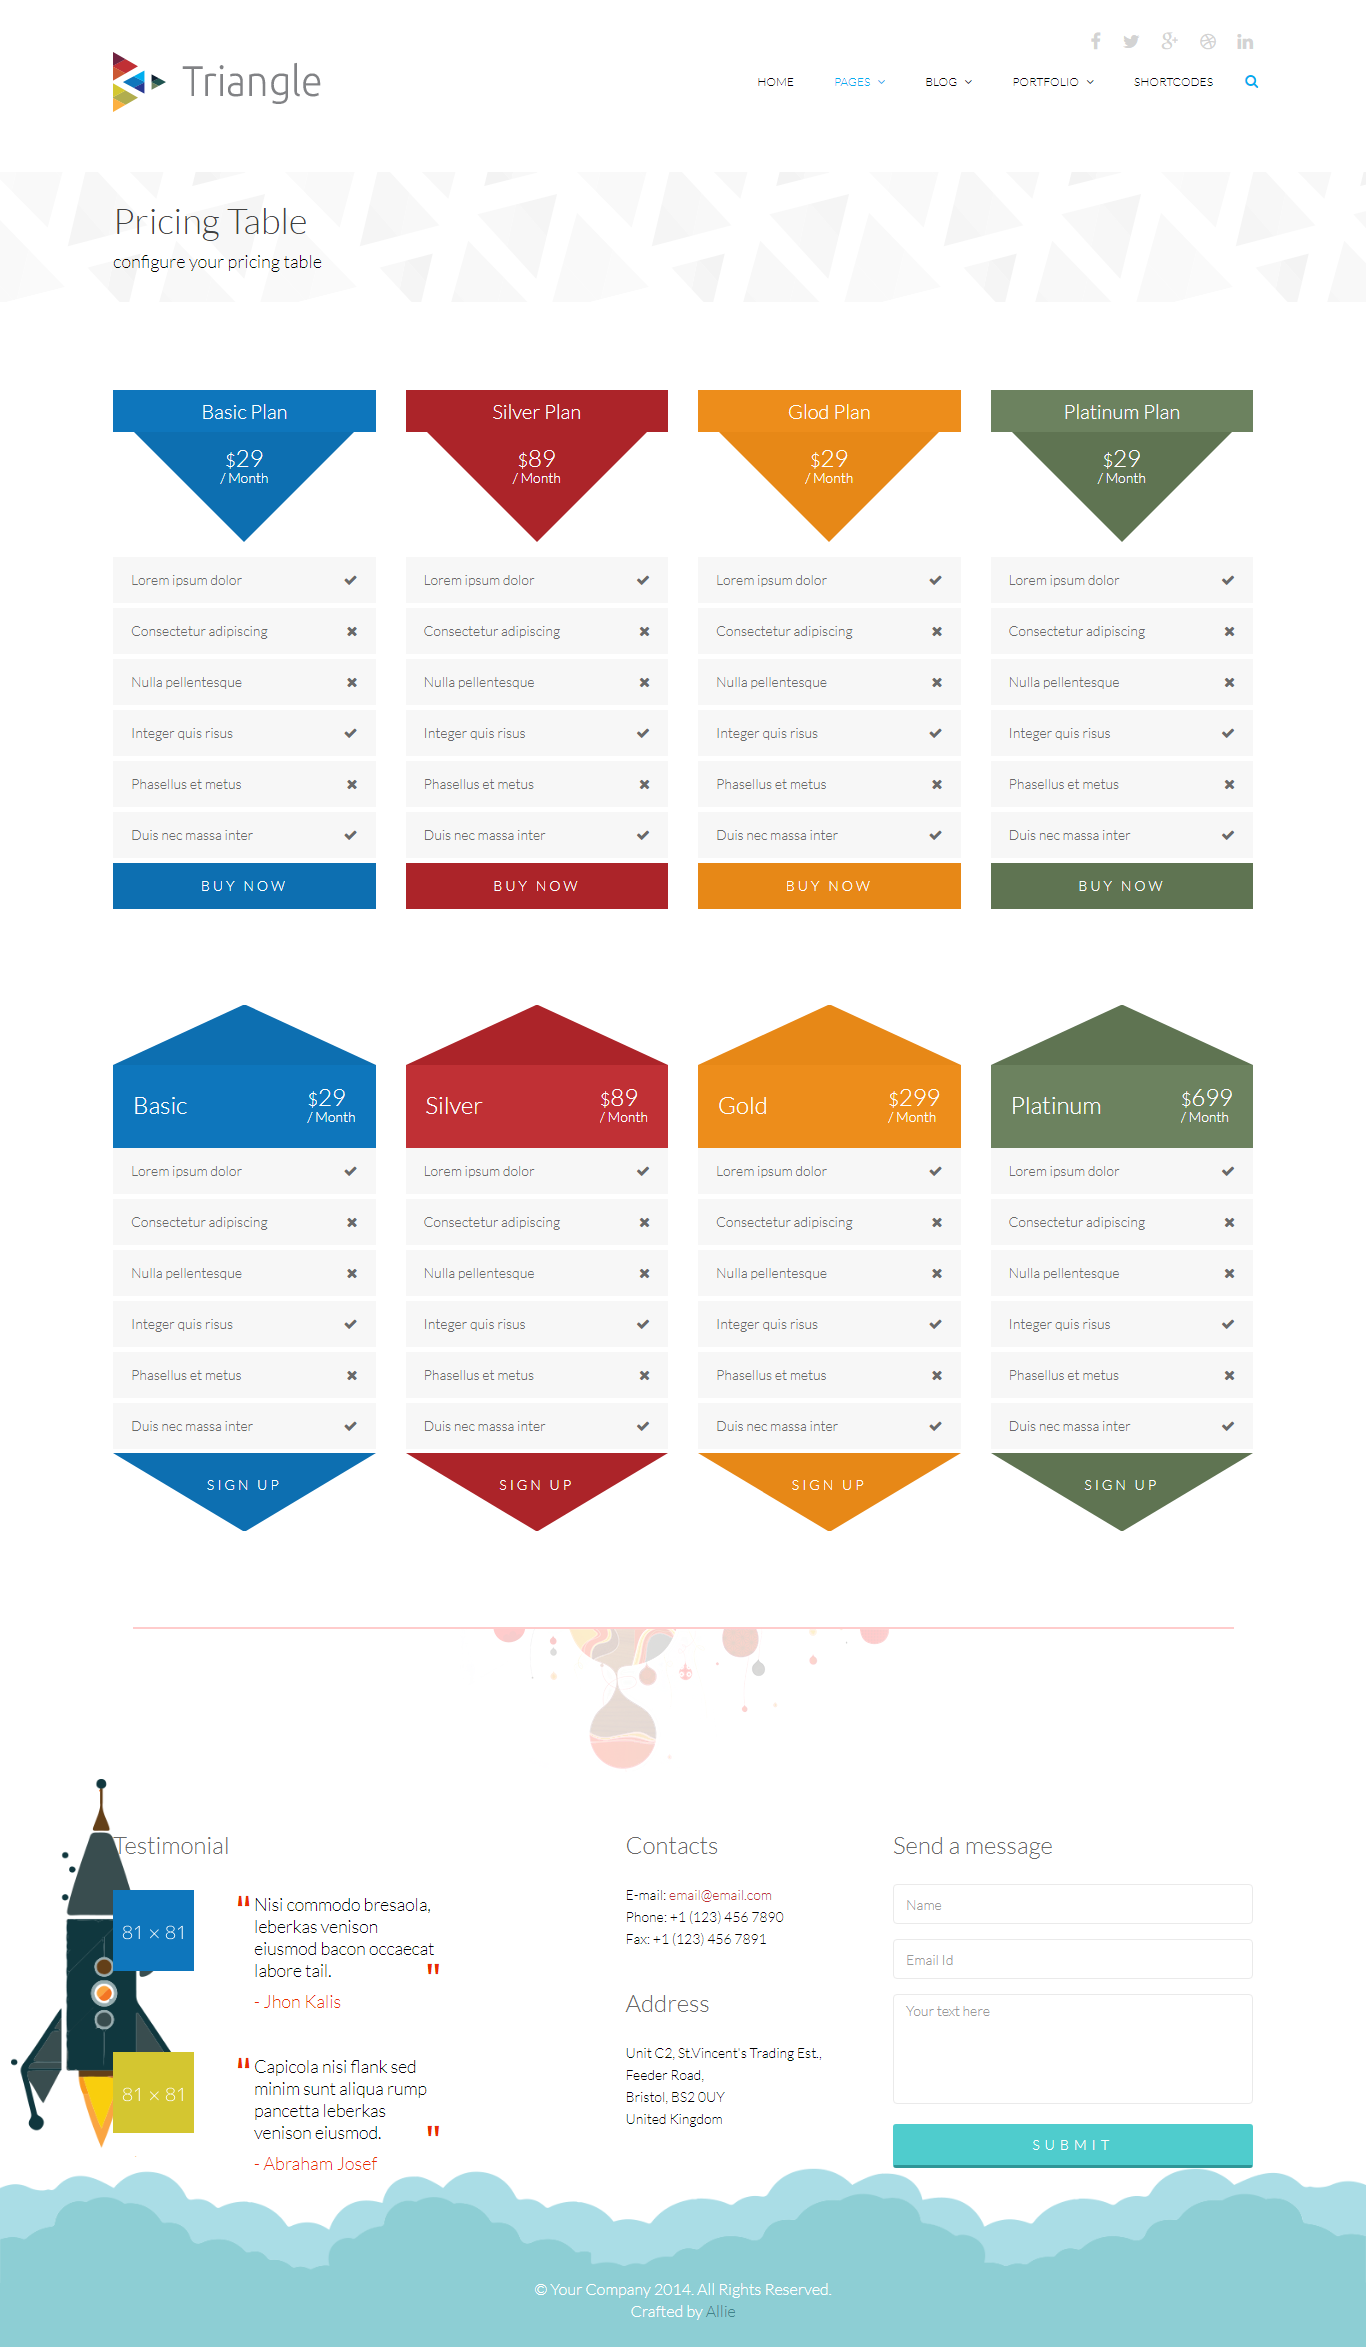 Triangle
HOME
PAGES
BLOG
PORTFOLIO
SHORTCODES
Pricing Table
configure your pricing table
Basic Plan
$29
/ Month
Lorem ipsum dolor
Consectetur adipiscing
Nulla pellentesque
Integer quis risus
Phasellus et metus
Duis nec massa inter
BUY NOW
Silver Plan
$89
/ Month
Lorem ipsum dolor
Consectetur adipiscing
Nulla pellentesque
Integer quis risus
Phasellus et metus
Duis nec massa inter
BUY NOW
Glod Plan
$29
/ Month
Lorem ipsum dolor
Consectetur adipiscing
Nulla pellentesque
Integer quis risus
Phasellus et metus
Duis nec massa inter
BUY NOW
Platinum Plan
$29
/ Month
Lorem ipsum dolor
Consectetur adipiscing
Nulla pellentesque
Integer quis risus
Phasellus et metus
Duis nec massa inter
BUY NOW
Basic
$29
/ Month
Lorem ipsum dolor
Consectetur adipiscing
Nulla pellentesque
Integer quis risus
Phasellus et metus
Duis nec massa inter
SIGN UP
Silver
$89
/ Month
Lorem ipsum dolor
Consectetur adipiscing
Nulla pellentesque
Integer quis risus
Phasellus et metus
Duis nec massa inter
SIGN UP
Gold
$299
/ Month
Lorem ipsum dolor
Consectetur adipiscing
Nulla pellentesque
Integer quis risus
Phasellus et metus
Duis nec massa inter
SIGN UP
Platinum
$699
/ Month
Lorem ipsum dolor
Consectetur adipiscing
Nulla pellentesque
Integer quis risus
Phasellus et metus
Duis nec massa inter
SIGN UP
Testimonial
81 × 81
" Nisi commodo bresaola,
leberkas venison
eiusmod bacon occaecat
labore tail. "
- Jhon Kalis
81 × 81
" Capicola nisi flank sed
minim sunt aliqua rump
pancetta leberkas
venison eiusmod. "
- Abraham Josef
Contacts
E-mail: email@email.com
Phone: +1 (123) 456 7890
Fax: +1 (123) 456 7891
Address
Unit C2, St.Vincent's Trading Est.,
Feeder Road,
Bristol, BS2 0UY
United Kingdom
Send a message
Name
Email Id
Your text here
SUBMIT
© Your Company 2014. All Rights Reserved.
Crafted by Allie